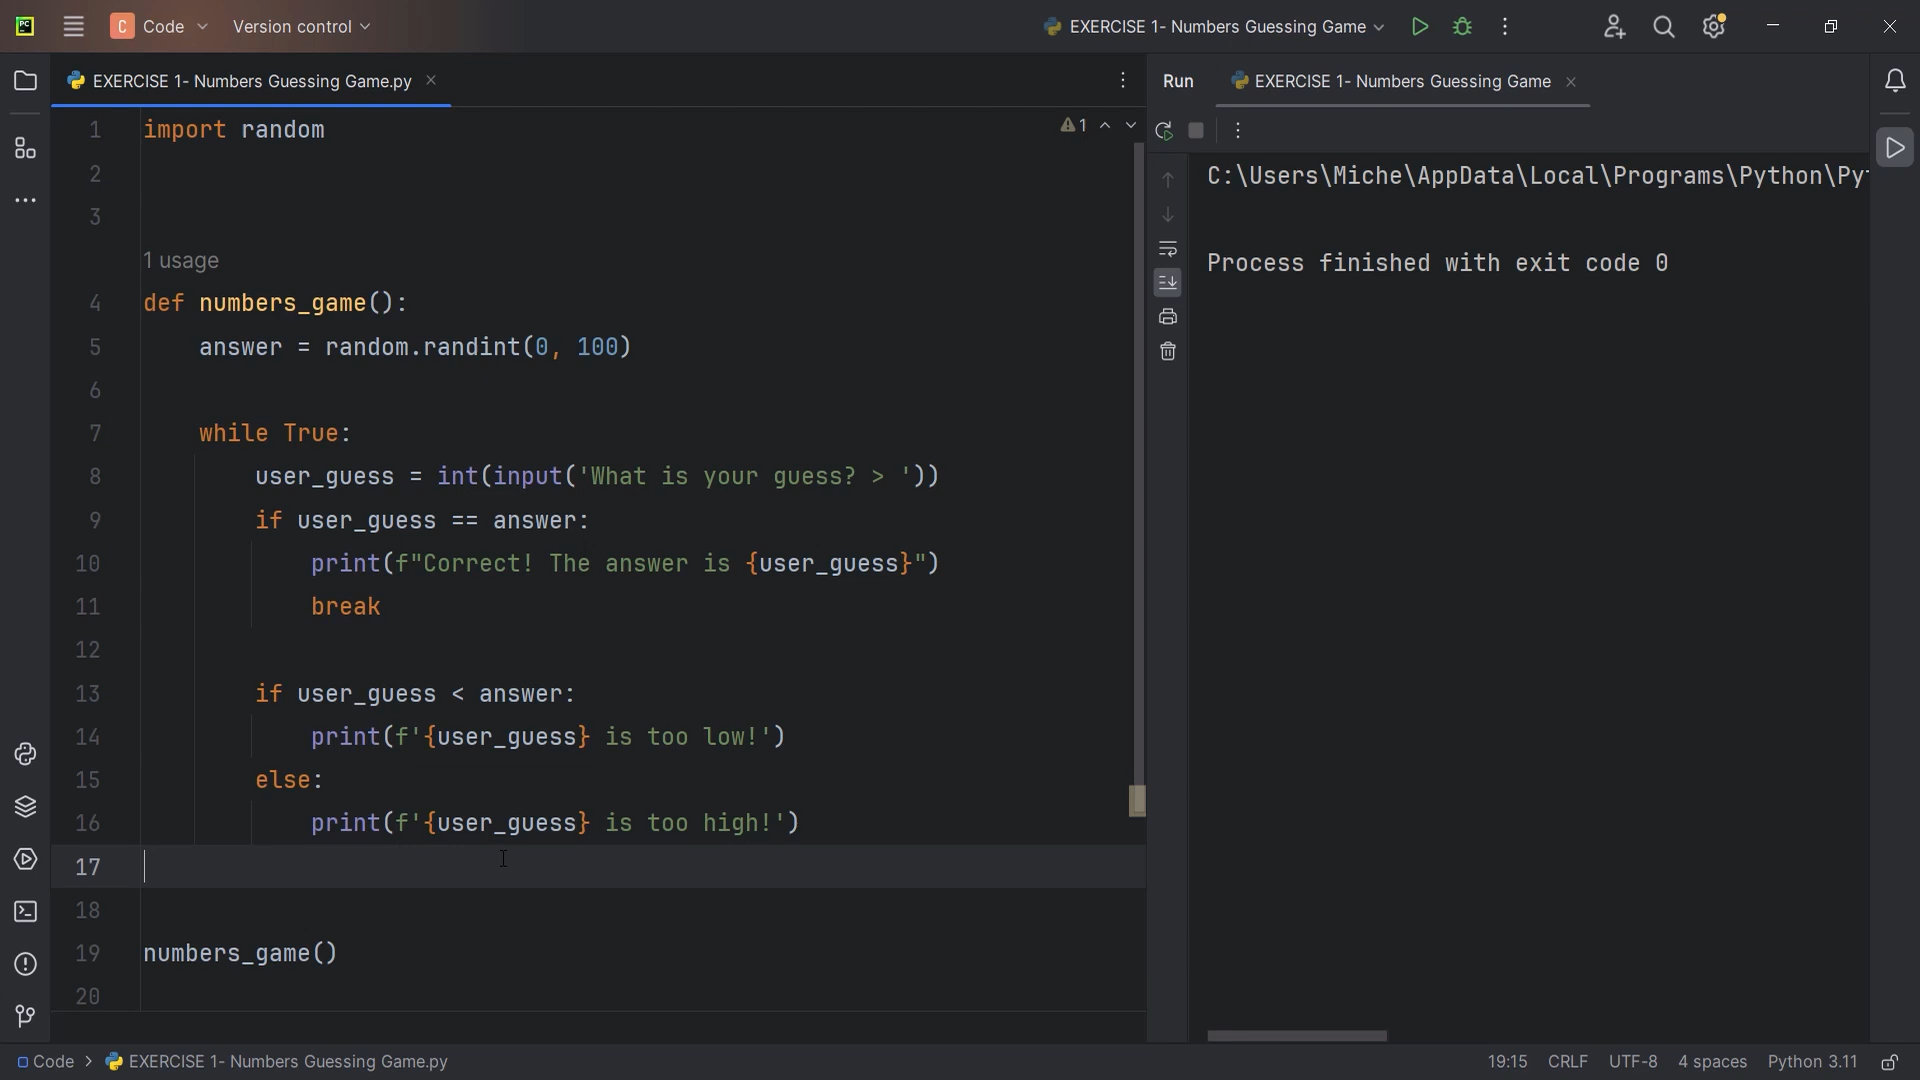 PC
C Code Version control EXERCISE 1- Numbers Guessing Game
EXERCISE 1- Numbers Guessing Game.py
Run EXERCISE 1- Numbers Guessing Game
1 import random
1
2
3
1 usage
4 def numbers_game():
5 answer = random.randint(0, 100)
6
7 while True:
8 user_guess = int(input('What is your guess? > '))
9 if user_guess == answer:
10 print(f"Correct! The answer is {user_guess}")
11 break
12
13 if user_guess < answer:
14 print(f'{user_guess} is too low!')
15 else:
16 print(f'{user_guess} is too high!')
17
18
19 numbers_game()
20
C:\Users\Miche\AppData\Local\Programs\Python\Py
Process finished with exit code 0
Code > EXERCISE 1- Numbers Guessing Game.py
19:15 CRLF UTF-8 4 spaces Python 3.11